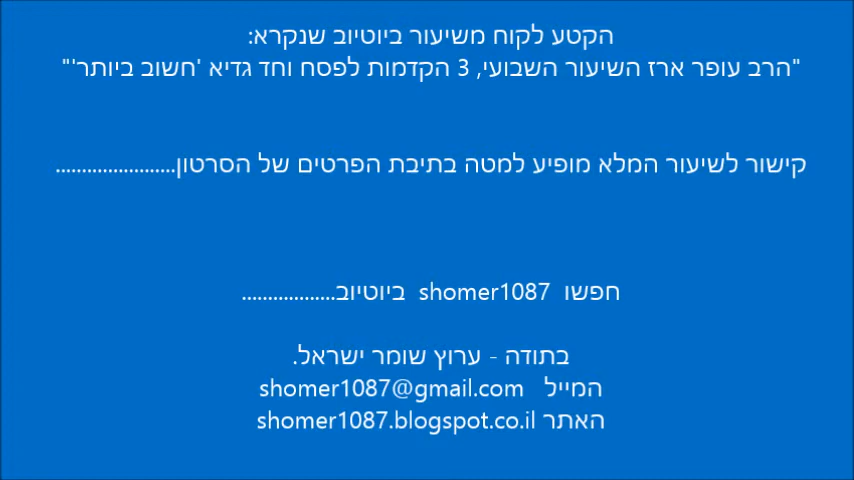 הקטע לקוח משיעור ביוטיוב שנקרא:
"הרב עופר ארז השיעור השבועי, 3 הקדמות לפסח וחד גדיא 'חשוב ביותר'"
קישור לשיעור המלא מופיע למטה בתיבת הפרטים של הסרטון.......................
חפשו shomer1087 ביוטיוב..................
בתודה - ערוץ שומר ישראל.
המייל shomer1087@gmail.com
האתר shomer1087.blogspot.co.il